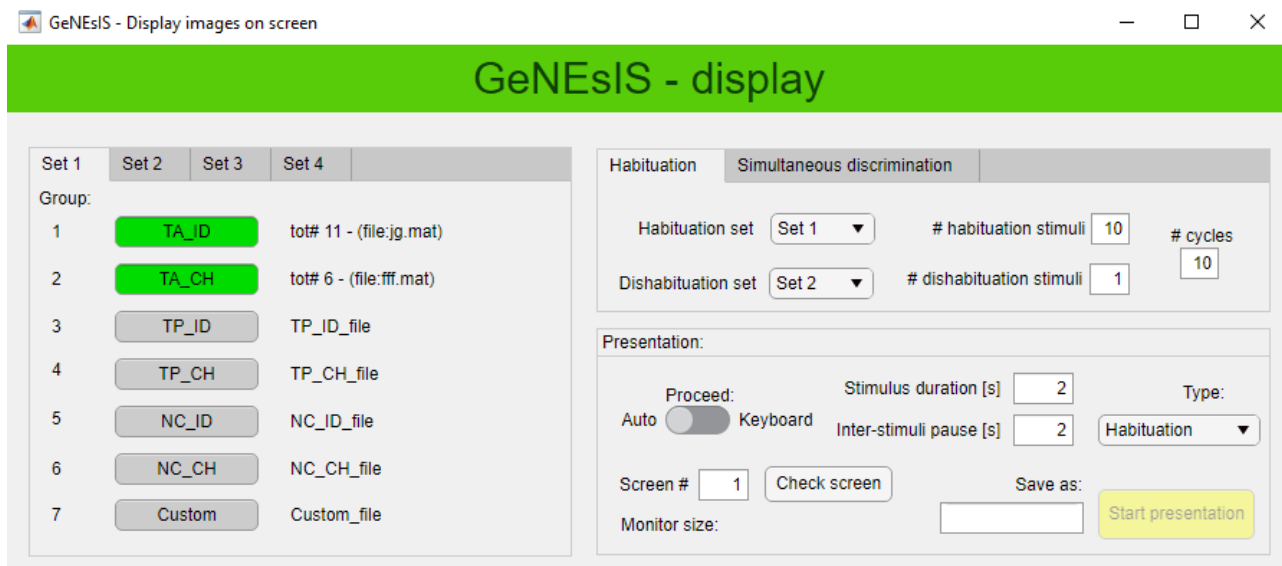 GeNEsIS - Display images on screen
GeNEsIS - display
Set 1 Set 2 Set 3 Set 4
Group:
1 TA_ID tot# 11 - (file:jg.mat)
2 TA_CH tot# 6 - (file:fff.mat)
3 TP_ID TP_ID_file
4 TP_CH TP_CH_file
5 NC_ID NC_ID_file
6 NC_CH NC_CH_file
7 Custom Custom_file
Habituation Simultaneous discrimination
Habituation set Set 1 # habituation stimuli 10 # cycles
10
Dishabituation set Set 2 # dishabituation stimuli 1
Presentation:
Proceed: Stimulus duration [s] 2 Type:
Auto Keyboard Inter-stimuli pause [s] 2 Habituation
Screen # 1 Check screen Save as:
Monitor size: Start presentation